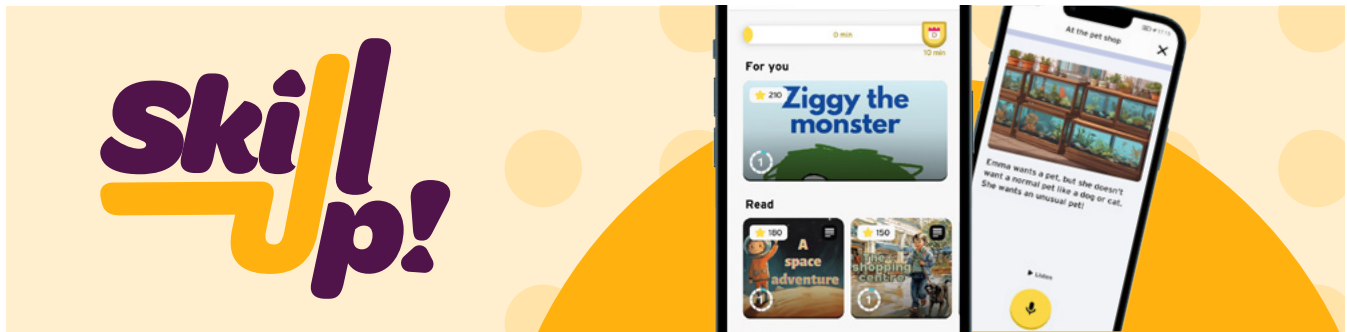 Skill
Up!
0 min
10 min
For you
210
Ziggy the
monster
1
Read
180
A
space
adventure
1
150
The
shopping
centre
1
17:15
At the pet shop
Emma wants a pet, but she doesn't
want a normal pet like a dog or cat.
She wants an unusual pet!
Listen